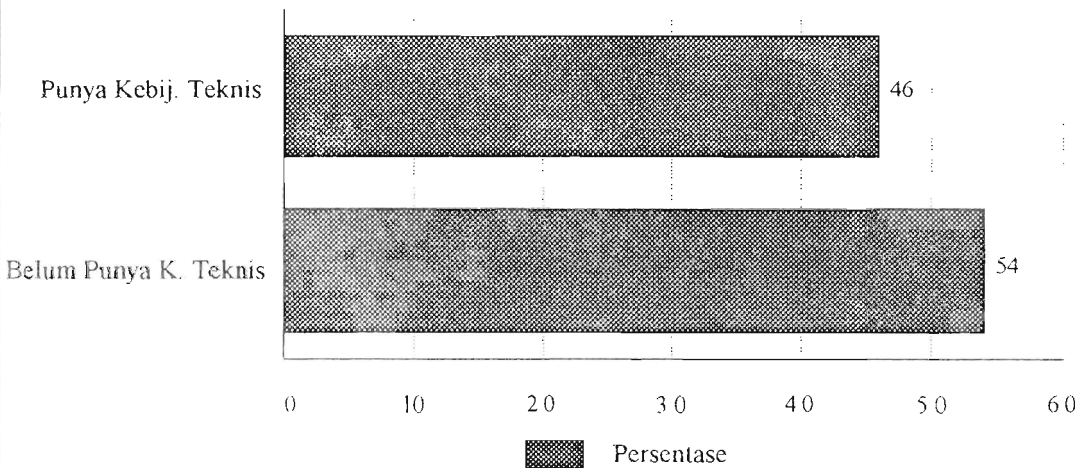 Punya Kebij. Teknis
46
Belum Punya K. Teknis
54
0 10 20 30 40 50 60
Persentase